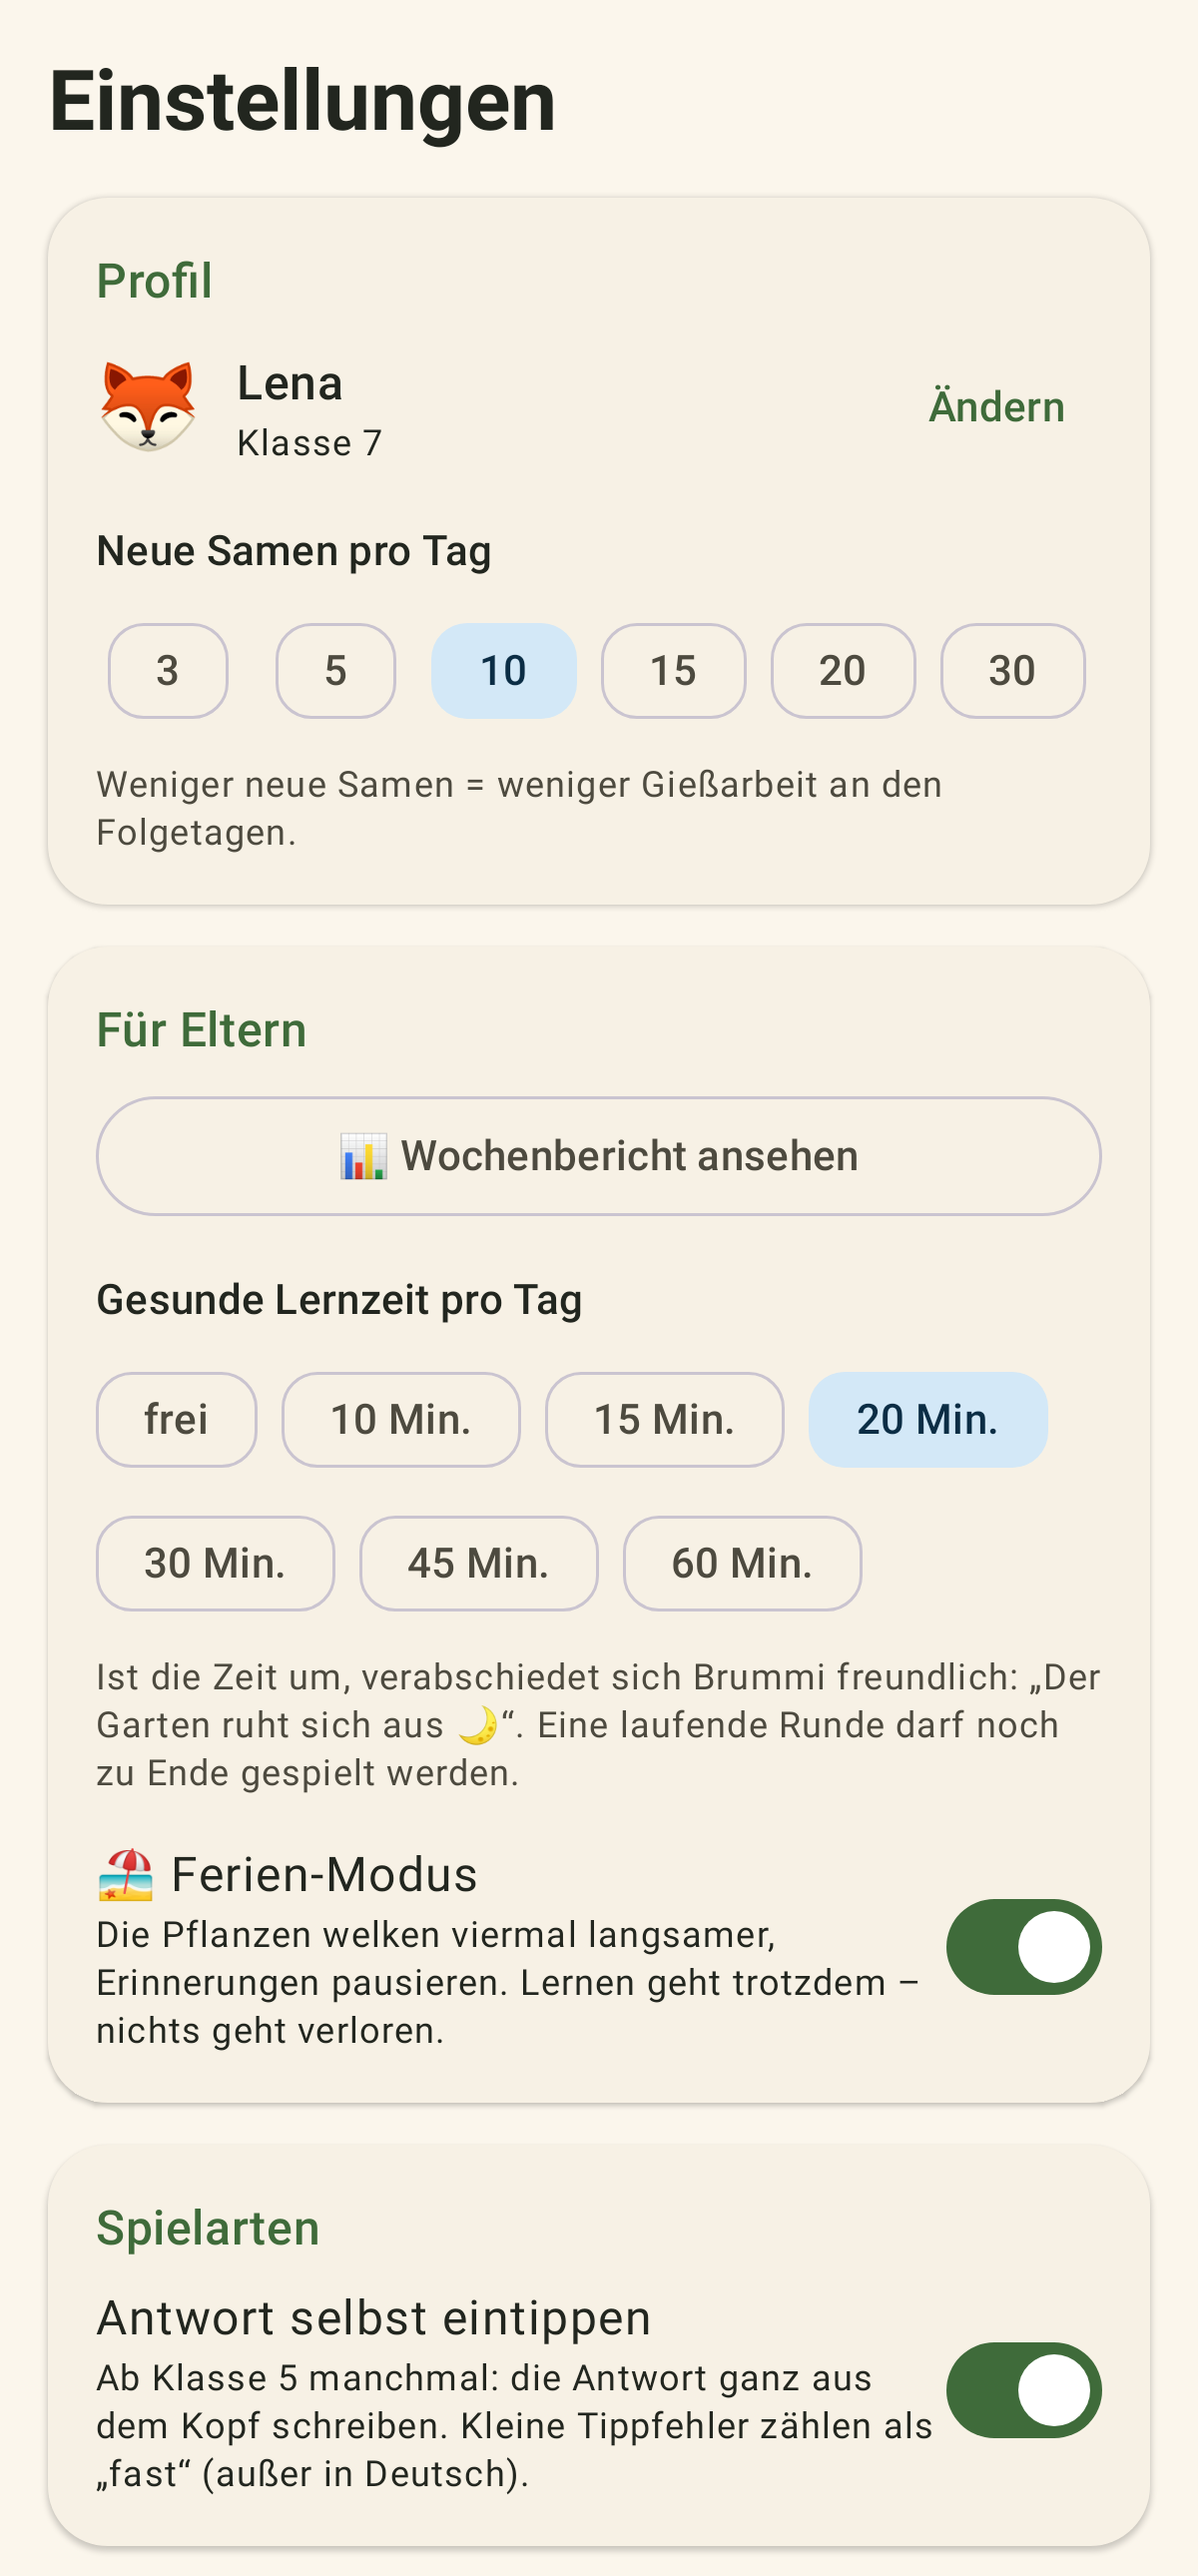 Einstellungen
Profil
Lena
Klasse 7
Ändern
Neue Samen pro Tag
3 5 10 15 20 30
Weniger neue Samen = weniger Gießarbeit an den
Folgetagen.
Für Eltern
📊 Wochenbericht ansehen
Gesunde Lernzeit pro Tag
frei 10 Min. 15 Min. 20 Min.
30 Min. 45 Min. 60 Min.
Ist die Zeit um, verabschiedet sich Brummi freundlich: „Der
Garten ruht sich aus 🌙“. Eine laufende Runde darf noch
zu Ende gespielt werden.
🏖️ Ferien-Modus
Die Pflanzen welken viermal langsamer,
Erinnerungen pausieren. Lernen geht trotzdem –
nichts geht verloren.
Spielarten
Antwort selbst eintippen
Ab Klasse 5 manchmal: die Antwort ganz aus
dem Kopf schreiben. Kleine Tippfehler zählen als
„fast“ (außer in Deutsch).